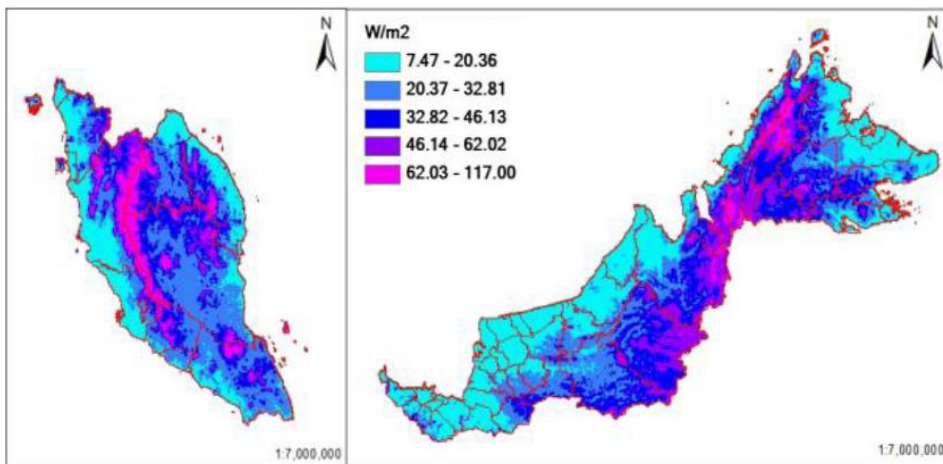 N
1:7,000,000
W/m2
7.47 - 20.36
20.37 - 32.81
32.82 - 46.13
46.14 - 62.02
62.03 - 117.00
N
1:7,000,000